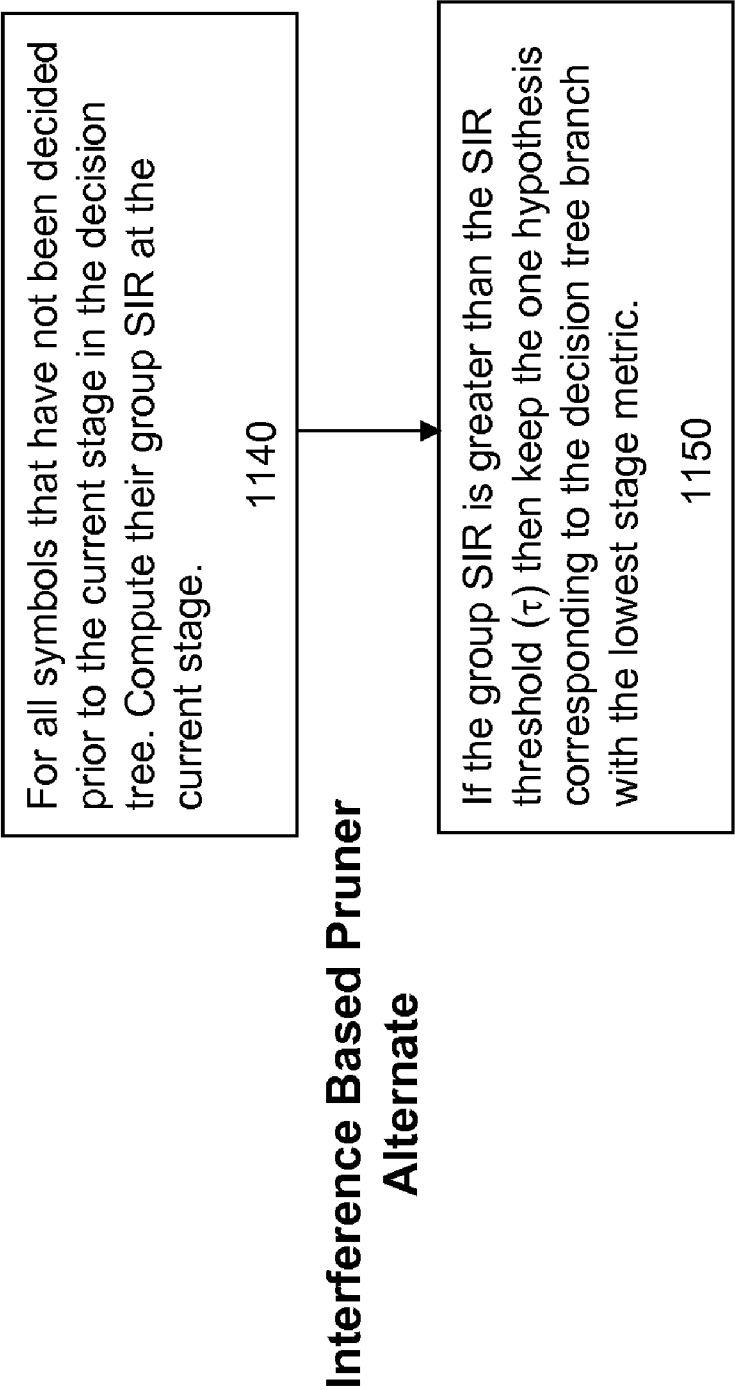 For all symbols that have not been decided
prior to the current stage in the decision
tree. Compute their group SIR at the
current stage.
1140
Interference Based Pruner
Alternate
If the group SIR is greater than the SIR
threshold (τ) then keep the one hypothesis
corresponding to the decision tree branch
with the lowest stage metric.
1150